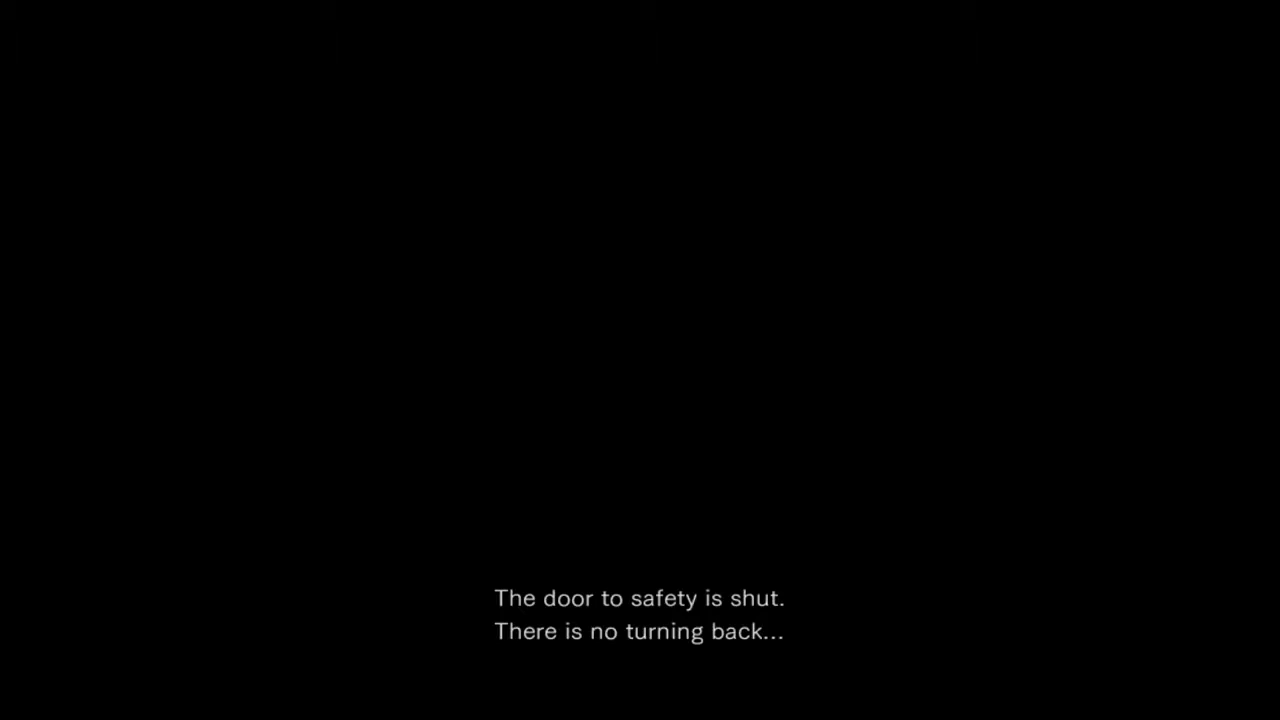 The door to safety is shut.
There is no turning back...